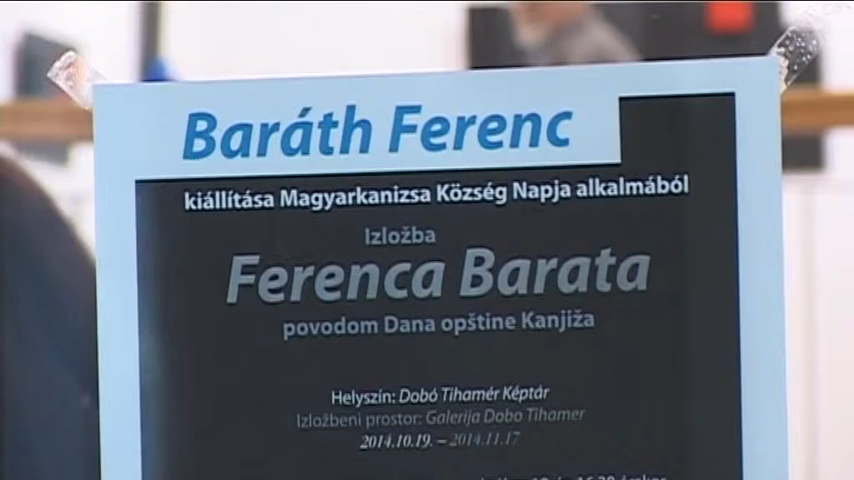 Baráth Ferenc
kiállítása Magyarkanizsa Község Napja alkalmából
Izložba
Ferenca Barata
povodom Dana opštine Kanjiža
Helyszín: Dobó Tihamér Képtár
Izložbeni prostor: Galerija Dobo Tihamer
2014.10.19. – 2014.11.17